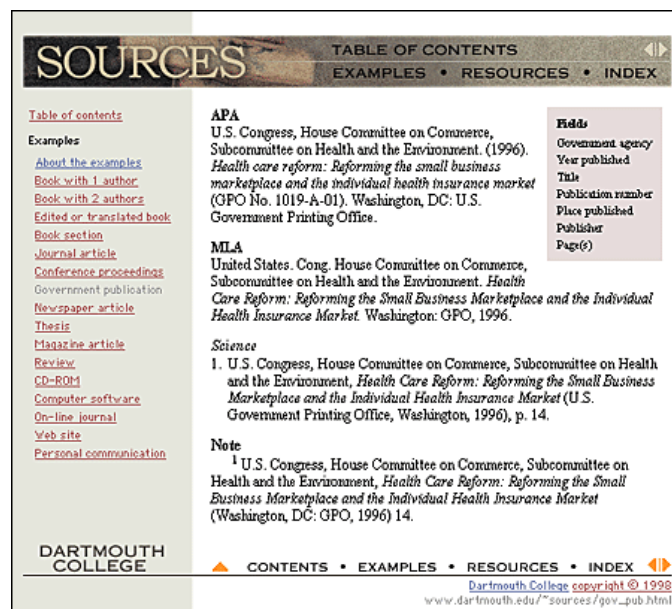 SOURCES
TABLE OF CONTENTS
EXAMPLES • RESOURCES • INDEX
Table of contents
Examples
About the examples
Book with 1 author
Book with 2 authors
Edited or translated book
Book section
Journal article
Conference proceedings
Government publication
Newspaper article
Thesis
Magazine article
Review
CD-ROM
Computer software
On-line journal
Web site
Personal communication
DARTMOUTH
COLLEGE
APA
U.S. Congress, House Committee on Commerce,
Subcommittee on Health and the Environment. (1996).
Health care reform: Reforming the small business
marketplace and the individual health insurance market
(GPO No. 1019-A-01). Washington, DC: U.S.
Government Printing Office.
Fields
Government agency
Year published
Title
Publication number
Place published
Publisher
Page(s)
MLA
United States. Cong. House Committee on Commerce,
Subcommittee on Health and the Environment. Health
Care Reform: Reforming the Small Business Marketplace and the Individual
Health Insurance Market. Washington: GPO, 1996.
Science
1. U.S. Congress, House Committee on Commerce, Subcommittee on Health
and the Environment, Health Care Reform: Reforming the Small Business
Marketplace and the Individual Health Insurance Market (U.S.
Government Printing Office, Washington, 1996), p. 14.
Note
1 U.S. Congress, House Committee on Commerce, Subcommittee on
Health and the Environment, Health Care Reform: Reforming the Small
Business Marketplace and the Individual Health Insurance Market
(Washington, DC: GPO, 1996) 14.
CONTENTS • EXAMPLES • RESOURCES • INDEX
Dartmouth College copyright © 1998
www.dartmouth.edu/~sources/gov_pub.html